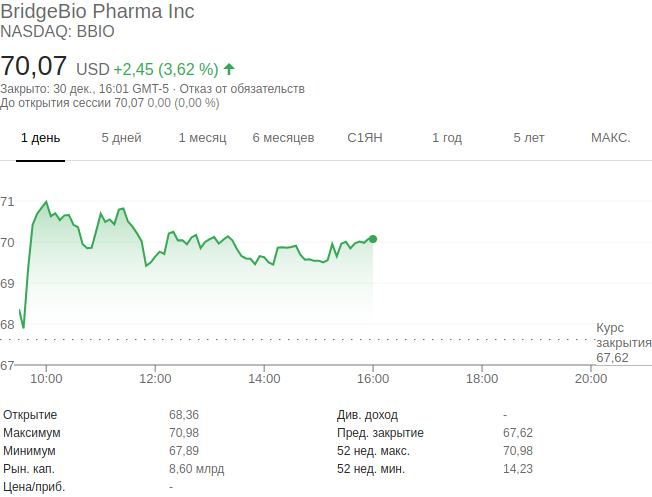 BridgeBio Pharma Inc
NASDAQ: BBIO
70,07 USD +2,45 (3,62 %)
Закрыто: 30 дек., 16:01 GMT-5 · Отказ от обязательств
До открытия сессии 70,07 0,00 (0,00 %)
1 день 5 дней 1 месяц 6 месяцев С1ЯН 1 год 5 лет МАКС.
71
70
69
68
Курс
закрытия
67,62
67
10:00 12:00 14:00 16:00 18:00 20:00
Открытие 68,36 Див. доход -
Максимум 70,98 Пред. закрытие 67,62
Минимум 67,89 52 нед. макс. 70,98
Рын. кап. 8,60 млрд 52 нед. мин. 14,23
Цена/приб. -